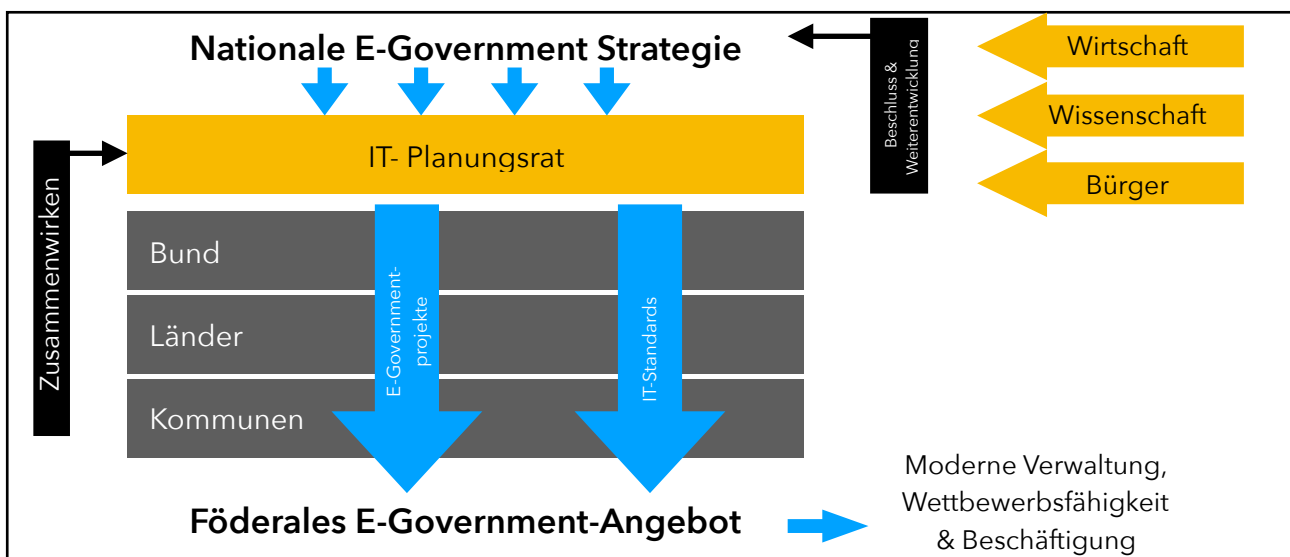 Nationale E-Government Strategie
Beschluss &
Weiterentwicklung
Wirtschaft
Wissenschaft
Bürger
Zusammenwirken
IT- Planungsrat
Bund
Länder
Kommunen
E-Government-
projekte
IT-Standards
Föderales E-Government-Angebot
Moderne Verwaltung,
Wettbewerbsfähigkeit
& Beschäftigung